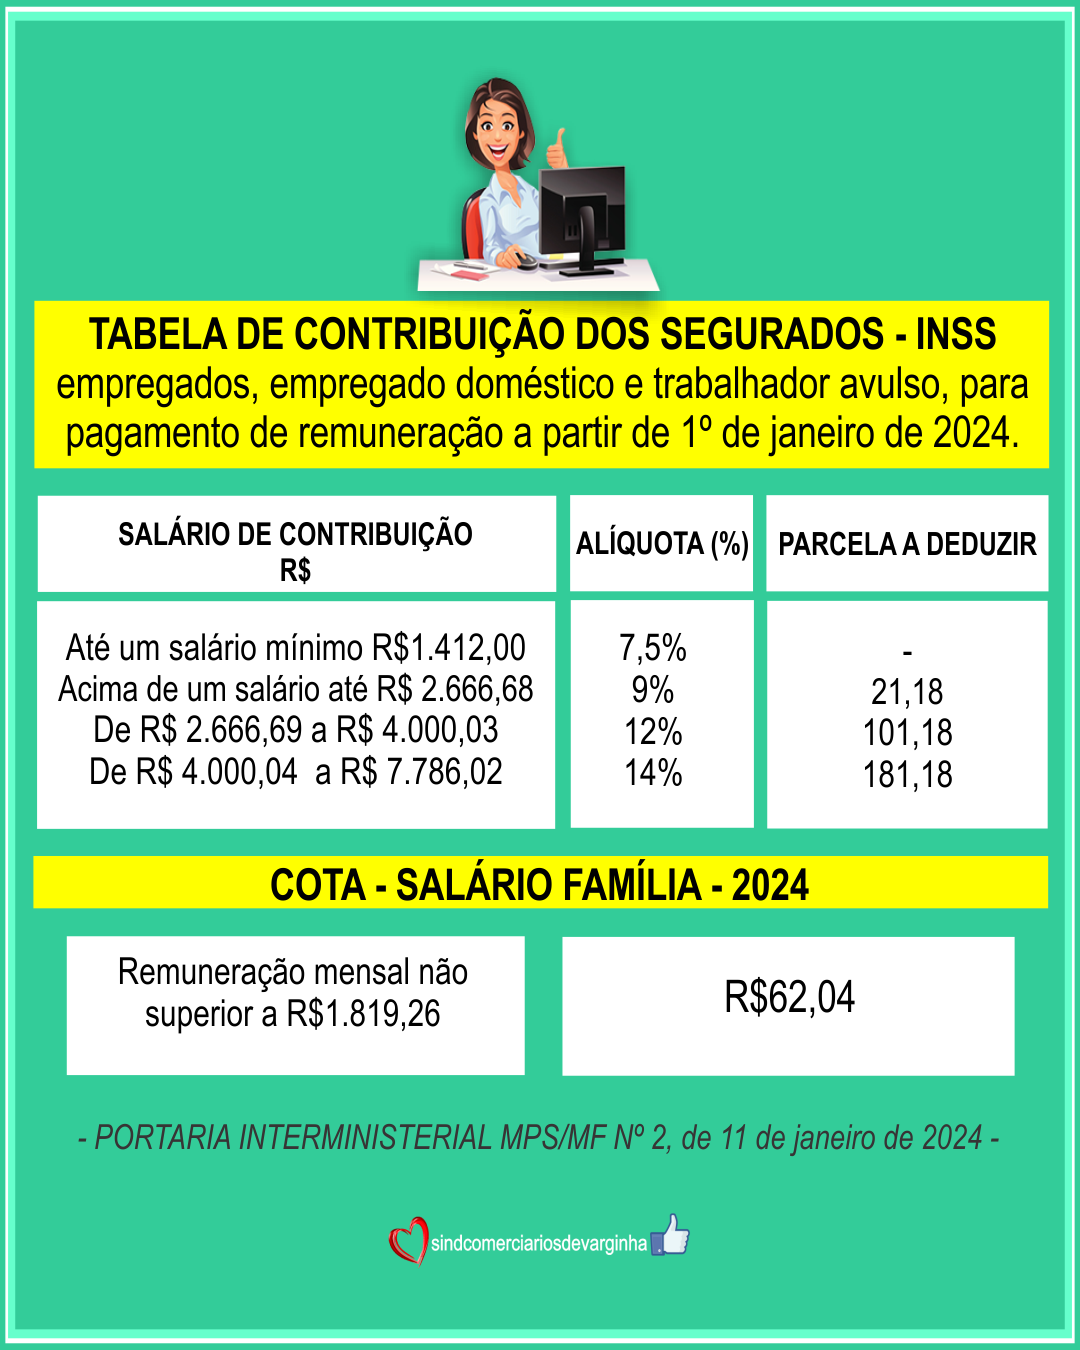 TABELA DE CONTRIBUIÇÃO DOS SEGURADOS - INSS
empregados, empregado doméstico e trabalhador avulso, para
pagamento de remuneração a partir de 1º de janeiro de 2024.
SALÁRIO DE CONTRIBUIÇÃO
R$
ALÍQUOTA (%)
PARCELA A DEDUZIR
Até um salário mínimo R$1.412,00
7,5%
-
Acima de um salário até R$ 2.666,68
9%
21,18
De R$ 2.666,69 a R$ 4.000,03
12%
101,18
De R$ 4.000,04 a R$ 7.786,02
14%
181,18
COTA - SALÁRIO FAMÍLIA - 2024
Remuneração mensal não
superior a R$1.819,26
R$62,04
- PORTARIA INTERMINISTERIAL MPS/MF Nº 2, de 11 de janeiro de 2024 -
sindcomerciariosdevarginha